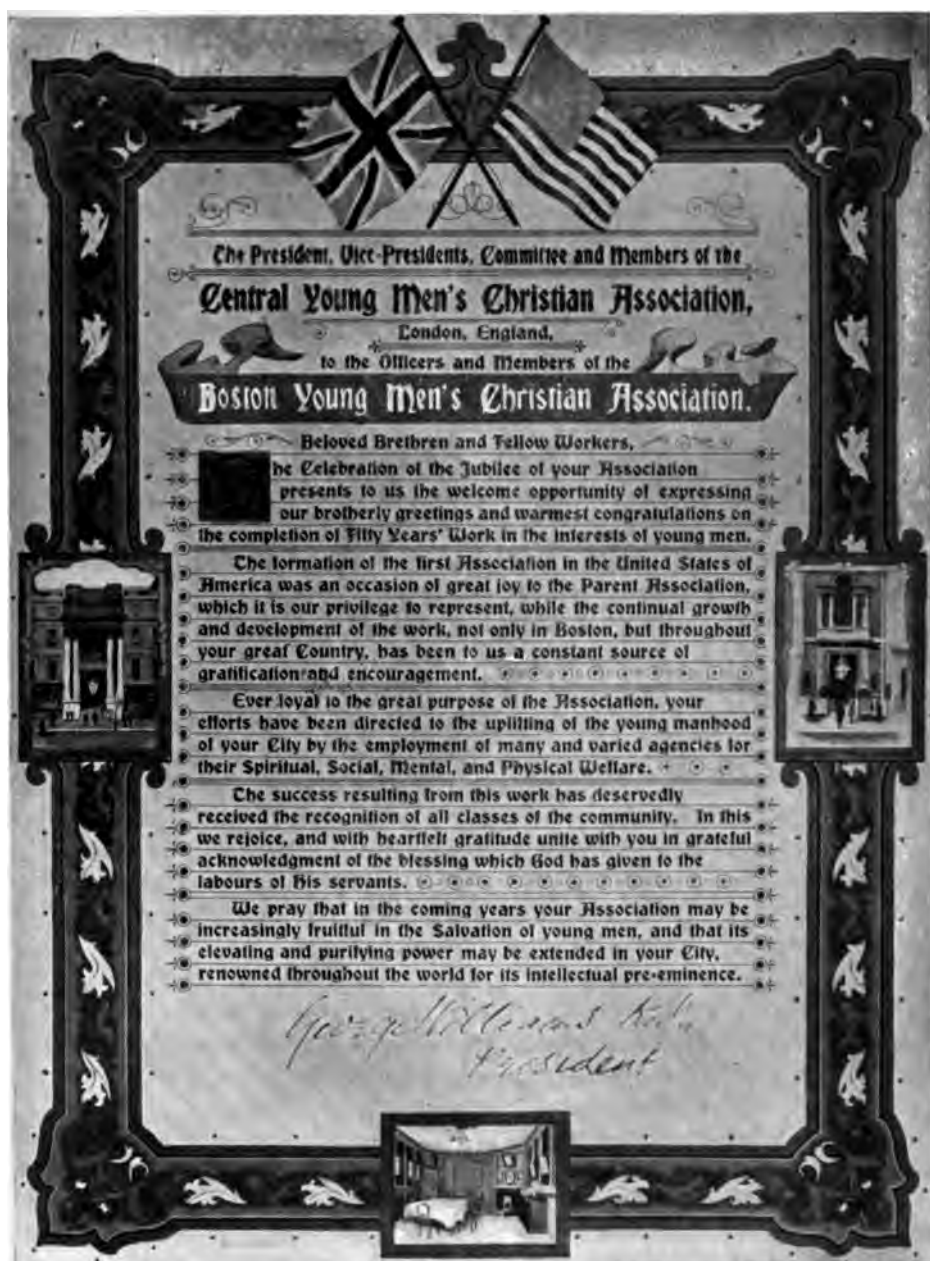 The President, Vice-Presidents, Committee and Members of the
Central Young Men's Christian Association,
London, England,
to the Officers and Members of the
Boston Young Men's Christian Association.
Beloved Brethren and Fellow Workers,
he Celebration of the Jubilee of your Association
presents to us the welcome opportunity of expressing
our brotherly greetings and warmest congratulations on
the completion of Fifty Years' Work in the interests of young men.
The formation of the first Association in the United States of
America was an occasion of great joy to the Parent Association,
which it is our privilege to represent, while the continual growth
and development of the work, not only in Boston, but throughout
your great Country, has been to us a constant source of
gratification and encouragement.
Ever loyal to the great purpose of the Association, your
efforts have been directed to the uplifting of the young manhood
of your City by the employment of many and varied agencies for
their Spiritual, Social, Mental, and Physical Welfare.
The success resulting from this work has deservedly
received the recognition of all classes of the community. In this
we rejoice, and with heartfelt gratitude unite with you in grateful
acknowledgment of the blessing which God has given to the
labours of His servants.
We pray that in the coming years your Association may be
increasingly fruitful in the Salvation of young men, and that its
elevating and purifying power may be extended in your City,
renowned throughout the world for its intellectual pre-eminence.
George Williams
President